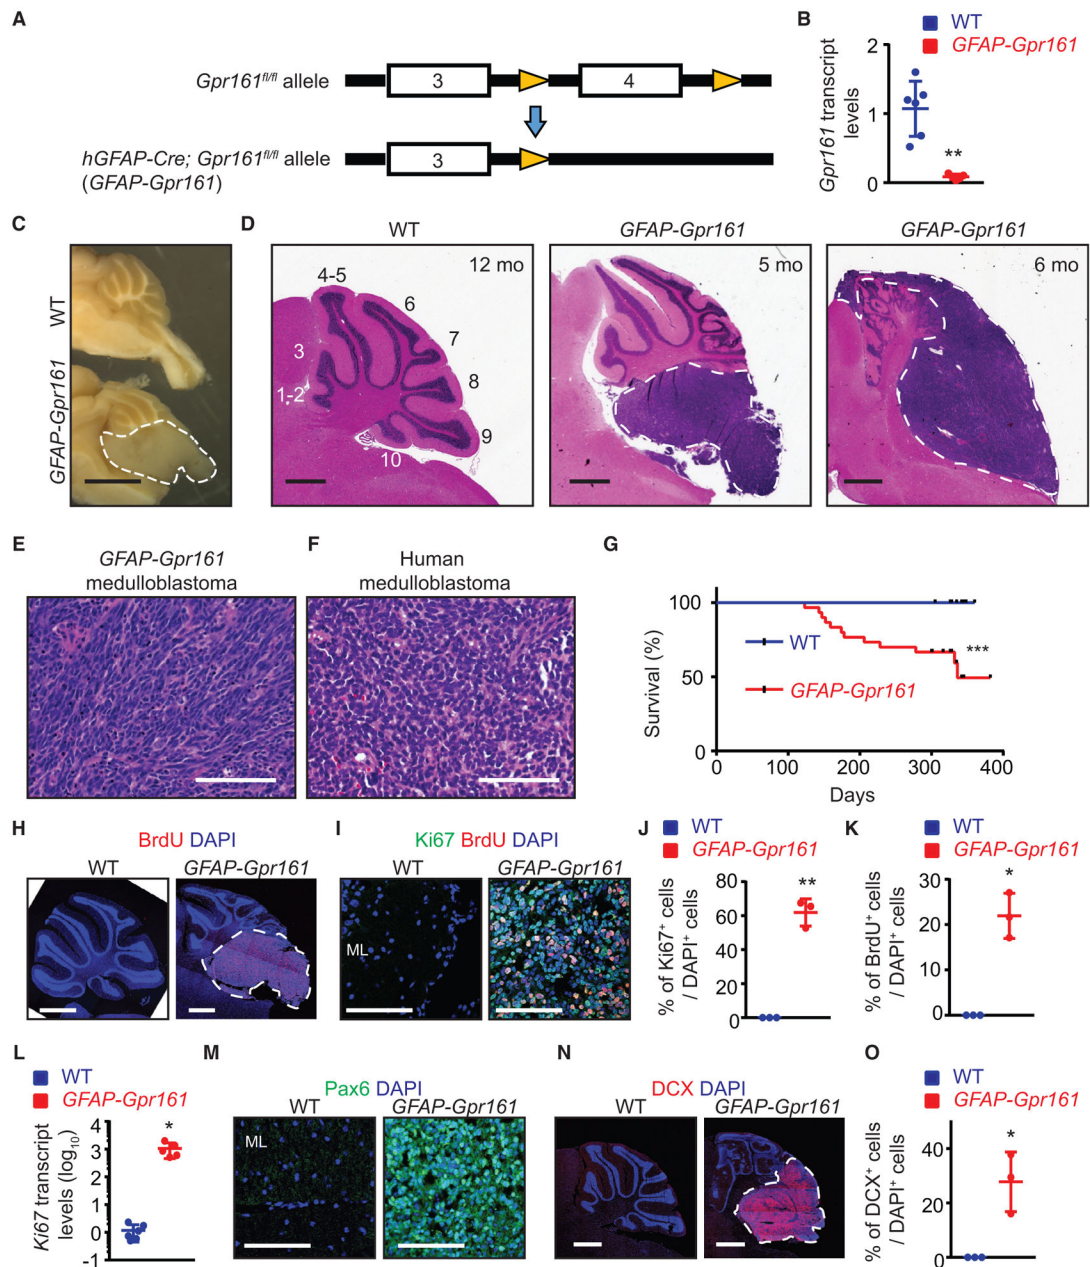 A
Gpr161fl/fl allele
3
4
hGFAP-Cre; Gpr161fl/fl allele
(GFAP-Gpr161)
3
B
WT
GFAP-Gpr161
Gpr161 transcript
levels
2
1
0
**
C
WT
GFAP-Gpr161
D
WT
12 mo
1-2
3
4-5
6
7
8
9
10
GFAP-Gpr161
5 mo
GFAP-Gpr161
6 mo
E
GFAP-Gpr161
medulloblastoma
F
Human
medulloblastoma
G
Survival (%)
100
50
0
WT
GFAP-Gpr161
***
0
100
200
300
400
Days
H
BrdU DAPI
WT
GFAP-Gpr161
I
Ki67 BrdU DAPI
WT
GFAP-Gpr161
ML
J
WT
GFAP-Gpr161
% of Ki67+ cells
/ DAPI+ cells
80
60
40
20
0
**
K
WT
GFAP-Gpr161
% of BrdU+ cells
/ DAPI+ cells
30
20
10
0
*
L
WT
GFAP-Gpr161
Ki67 transcript
levels (log10)
4
3
2
1
0
-1
*
M
Pax6 DAPI
WT
GFAP-Gpr161
ML
N
DCX DAPI
WT
GFAP-Gpr161
O
WT
GFAP-Gpr161
% of DCX+ cells
/ DAPI+ cells
40
20
0
*